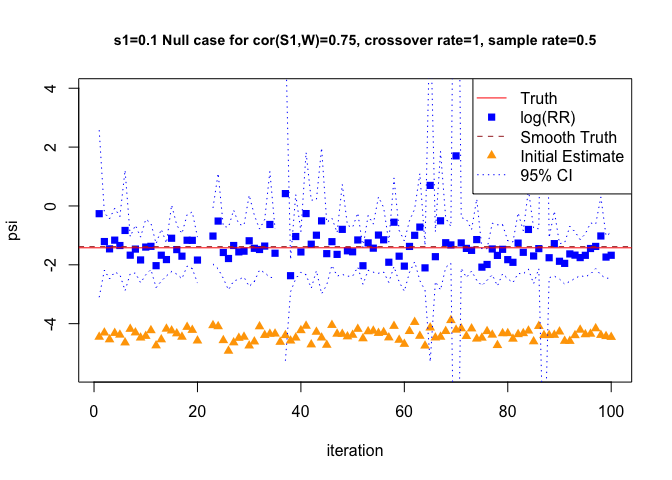 s1=0.1 Null case for cor(S1,W)=0.75, crossover rate=1, sample rate=0.5
psi
4
2
0
-2
-4
Truth
log(RR)
Smooth Truth
Initial Estimate
95% CI
0 20 40 60 80 100
iteration